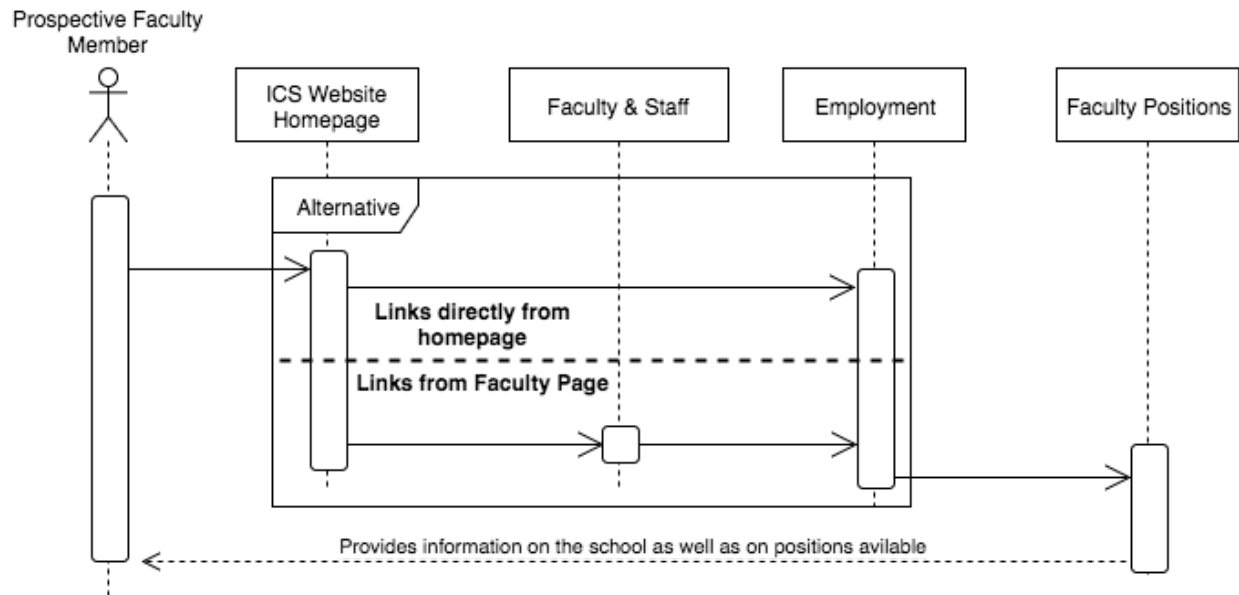 Prospective Faculty
Member
ICS Website
Homepage
Faculty & Staff
Employment
Faculty Positions
Alternative
Links directly from
homepage
Links from Faculty Page
Provides information on the school as well as on positions avilable